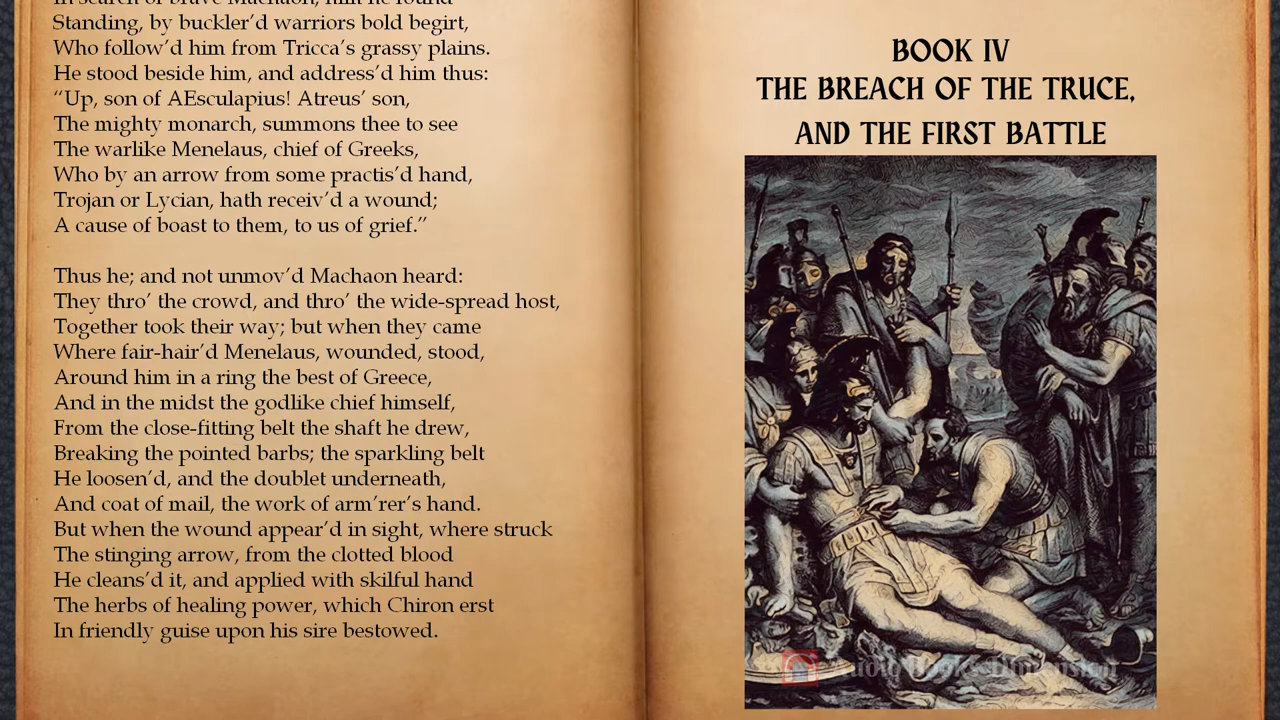 In search of brave Machaon; him he found
Standing, by buckler’d warriors bold begirt,
Who follow’d him from Tricca’s grassy plains.
He stood beside him, and address’d him thus:
“Up, son of AEsculapius! Atreus’ son,
The mighty monarch, summons thee to see
The warlike Menelaus, chief of Greeks,
Who by an arrow from some practis’d hand,
Trojan or Lycian, hath receiv’d a wound;
A cause of boast to them, to us of grief.”
Thus he; and not unmov’d Machaon heard:
They thro’ the crowd, and thro’ the wide-spread host,
Together took their way; but when they came
Where fair-hair’d Menelaus, wounded, stood,
Around him in a ring the best of Greece,
And in the midst the godlike chief himself,
From the close-fitting belt the shaft he drew,
Breaking the pointed barbs; the sparkling belt
He loosen’d, and the doublet underneath,
And coat of mail, the work of arm’rer’s hand.
But when the wound appear’d in sight, where struck
The stinging arrow, from the clotted blood
He cleans’d it, and applied with skilful hand
The herbs of healing power, which Chiron erst
In friendly guise upon his sire bestowed.
BOOK IV
THE BREACH OF THE TRUCE,
AND THE FIRST BATTLE
AudioBooks Dimension